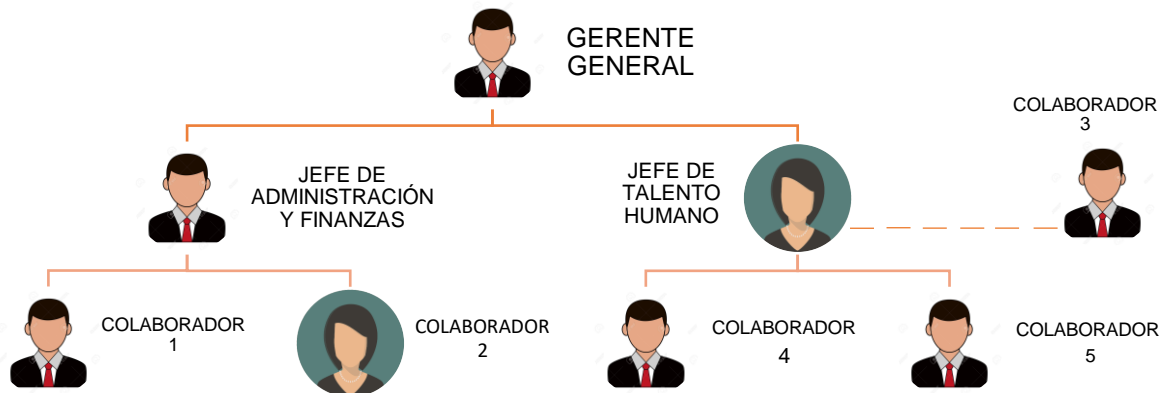 GERENTE
GENERAL
COLABORADOR
3
JEFE DE
ADMINISTRACIÓN
Y FINANZAS
JEFE DE
TALENTO
HUMANO
COLABORADOR
1
COLABORADOR
2
COLABORADOR
4
COLABORADOR
5